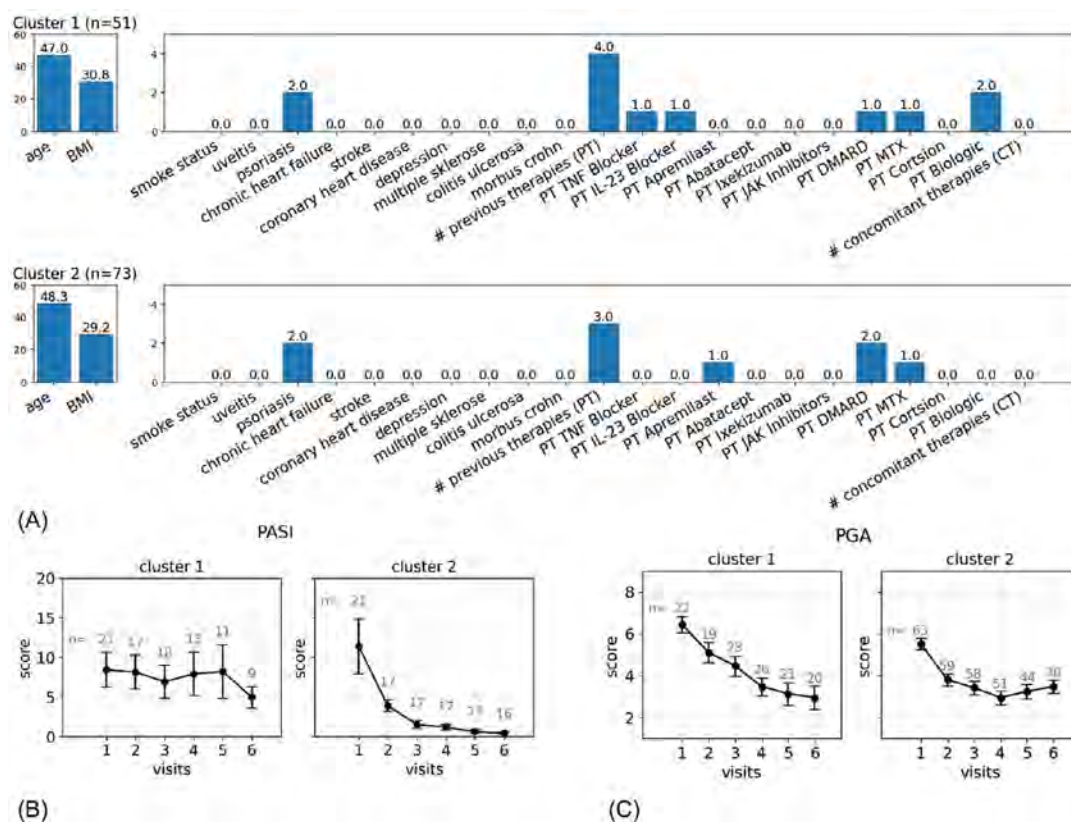 Cluster 1 (n=51)
60
40
20
0
47.0
30.8
age
BMI
4
2
0
0.0 0.0 2.0 0.0 0.0 0.0 0.0 0.0 0.0 0.0 4.0 1.0 1.0 0.0 0.0 0.0 0.0 1.0 1.0 0.0 2.0 0.0
smoke status
uveitis
psoriasis
chronic heart failure
stroke
coronary heart disease
depression
multiple sklerose
colitis ulcerosa
morbus crohn
# previous therapies (PT)
PT TNF Blocker
PT IL-23 Blocker
PT Apremilast
PT Abatacept
PT Ixekizumab
PT JAK Inhibitors
PT DMARD
PT MTX
PT Cortsion
PT Biologic
# concomitant therapies (CT)
Cluster 2 (n=73)
60
40
20
0
48.3
29.2
age
BMI
4
2
0
0.0 0.0 2.0 0.0 0.0 0.0 0.0 0.0 0.0 0.0 3.0 0.0 0.0 1.0 0.0 0.0 0.0 2.0 1.0 0.0 0.0 0.0
smoke status
uveitis
psoriasis
chronic heart failure
stroke
coronary heart disease
depression
multiple sklerose
colitis ulcerosa
morbus crohn
# previous therapies (PT)
PT TNF Blocker
PT IL-23 Blocker
PT Apremilast
PT Abatacept
PT Ixekizumab
PT JAK Inhibitors
PT DMARD
PT MTX
PT Cortsion
PT Biologic
# concomitant therapies (CT)
(A)
PASI
cluster 1
cluster 2
score
20
15
10
5
0
n= 21 17 18 13 11 9
n= 21 17 17 17 16
1 2 3 4 5 6
visits
1 2 3 4 5 6
visits
(B)
PGA
cluster 1
cluster 2
score
8
6
4
2
n= 22 19 23 26 21 20
score
n= 63 59 58 51 44 38
1 2 3 4 5 6
visits
1 2 3 4 5 6
visits
(C)